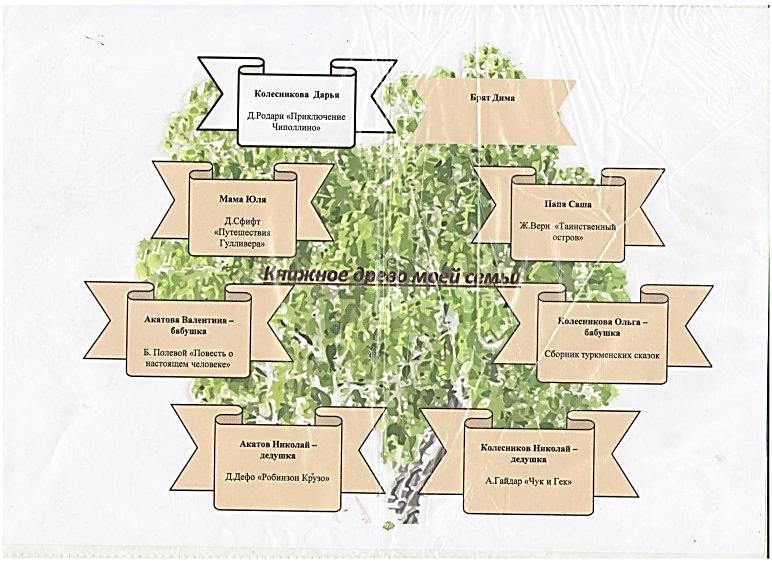 Колесникова Дарья
Д.Родари «Приключение
Чиполлино»
Брат Дима
Мама Юля
Д.Сфифт
«Путешествия
Гулливера»
Папа Саша
Ж.Верн «Таинственный
остров»
Книжное древо моей семьи
Акатова Валентина –
бабушка
Б. Полевой «Повесть о
настоящем человеке»
Колесникова Ольга –
бабушка
Сборник туркменских сказок
Акатов Николай –
дедушка
Д.Дефо «Робинзон Крузо»
Колесников Николай –
дедушка
А.Гайдар «Чук и Гек»